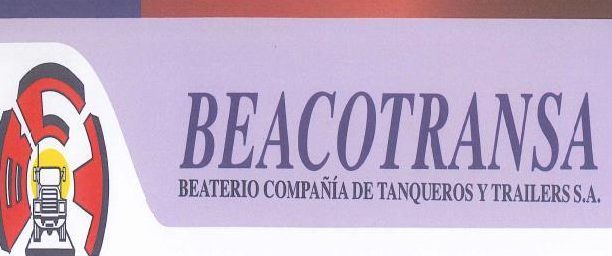 BEACOTRANSA
BEATERIO COMPAÑÍA DE TANQUEROS Y TRAILERS S.A.